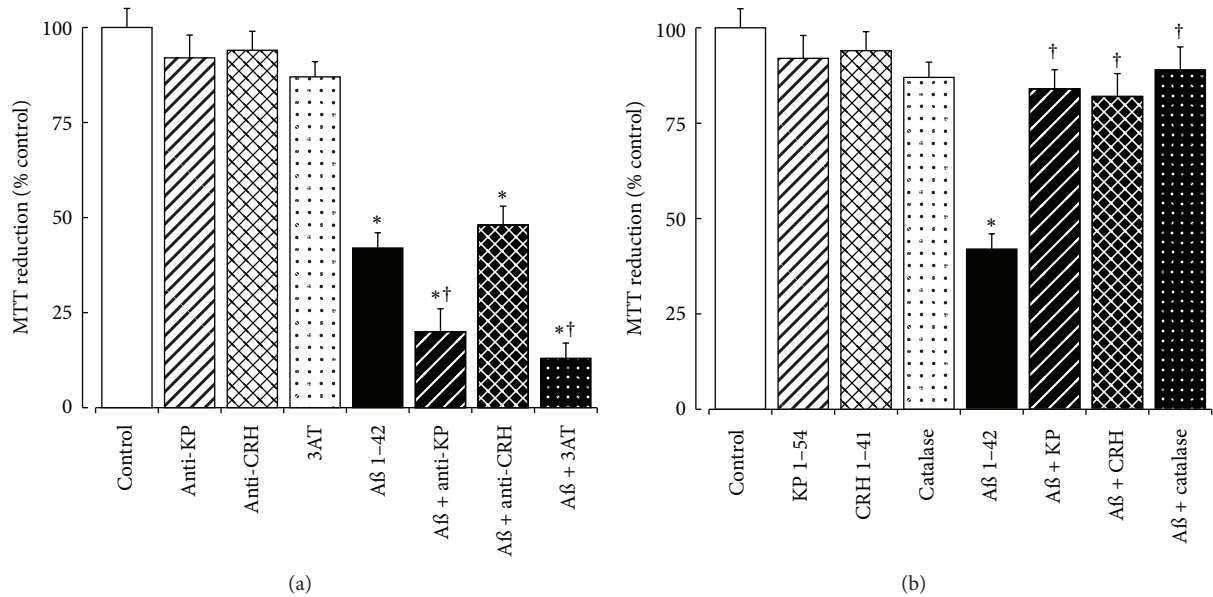 MTT reduction (% control)
100
75
50
25
0
*
*†
*
*†
Control
Anti-KP
Anti-CRH
3AT
Aß 1–42
Aß + anti-KP
Aß + anti-CRH
Aß + 3AT
(a)
MTT reduction (% control)
100
75
50
25
0
*
†
†
†
Control
KP 1–54
CRH 1–41
Catalase
Aß 1–42
Aß + KP
Aß + CRH
Aß + catalase
(b)